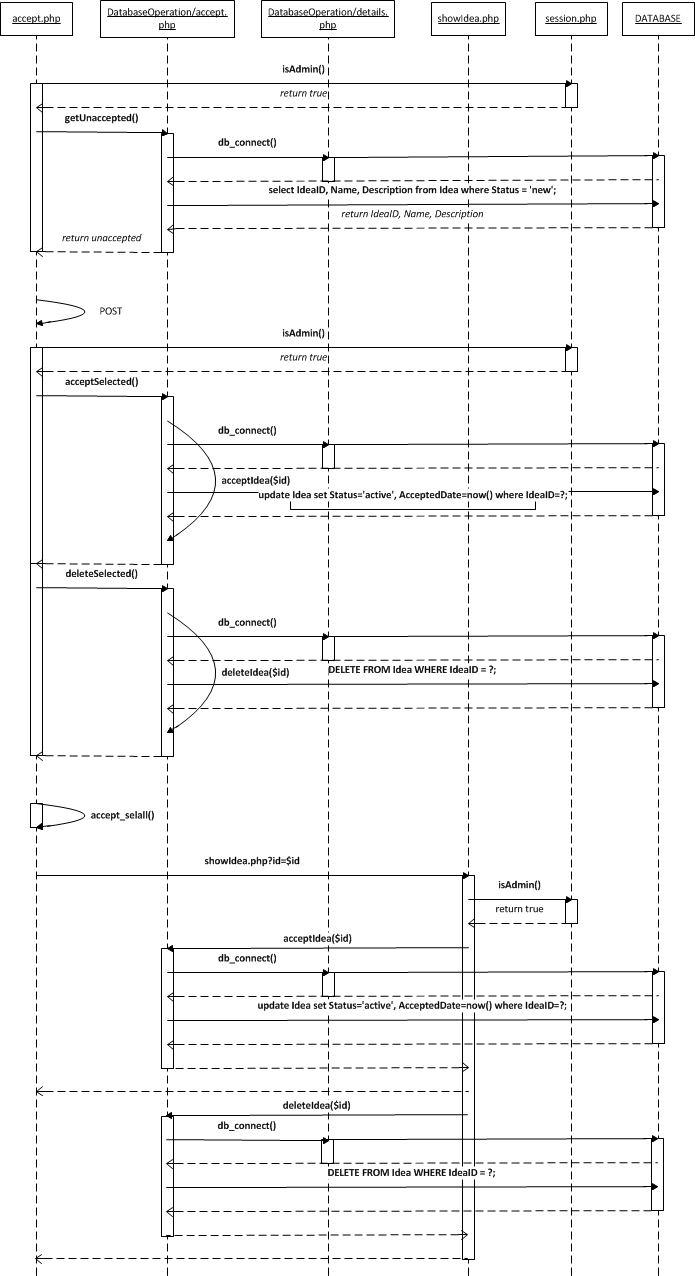 accept.php
DatabaseOperation/accept.
php
DatabaseOperation/details.
php
showIdea.php
session.php
DATABASE
isAdmin()
return true
getUnaccepted()
db_connect()
select IdeaID, Name, Description from Idea where Status = 'new';
return IdeaID, Name, Description
return unaccepted
POST
isAdmin()
return true
acceptSelected()
db_connect()
acceptIdea($id)
update Idea set Status='active', AcceptedDate=now() where IdeaID=?;
deleteSelected()
db_connect()
deleteIdea($id)
DELETE FROM Idea WHERE IdeaID = ?;
accept_selall()
showIdea.php?id=$id
isAdmin()
return true
acceptIdea($id)
db_connect()
update Idea set Status='active', AcceptedDate=now() where IdeaID=?;
deleteIdea($id)
db_connect()
DELETE FROM Idea WHERE IdeaID = ?;